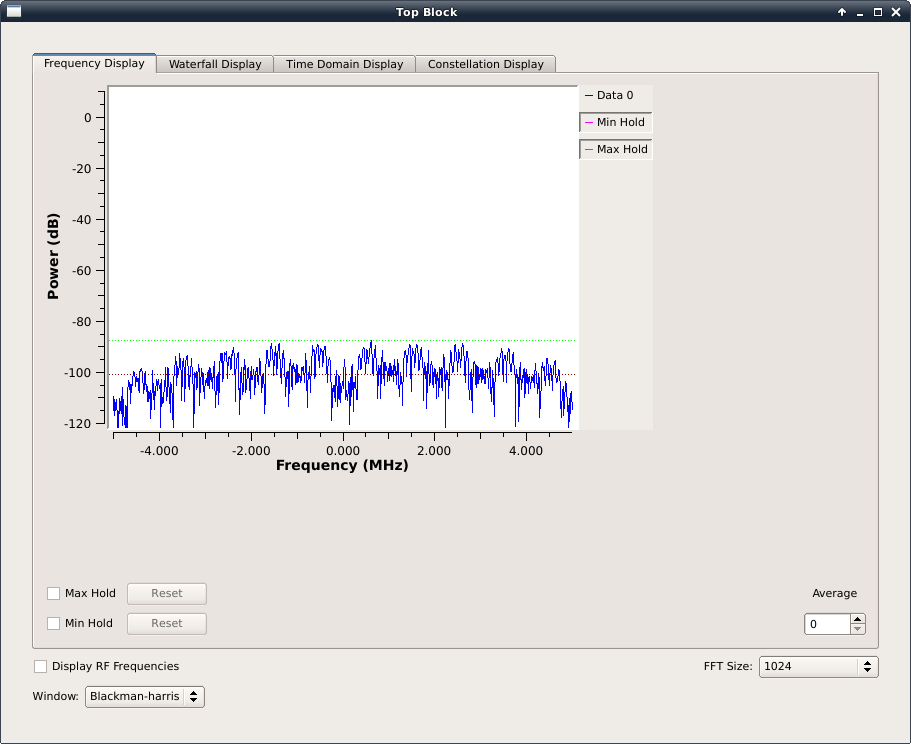 Top Block
Frequency Display Waterfall Display Time Domain Display Constellation Display
Data 0
Min Hold
Max Hold
0
-20
-40
-60
-80
-100
-120
Power (dB)
-4.000 -2.000 0.000 2.000 4.000
Frequency (MHz)
Max Hold Reset Average
Min Hold Reset 0
Display RF Frequencies FFT Size: 1024
Window: Blackman-harris